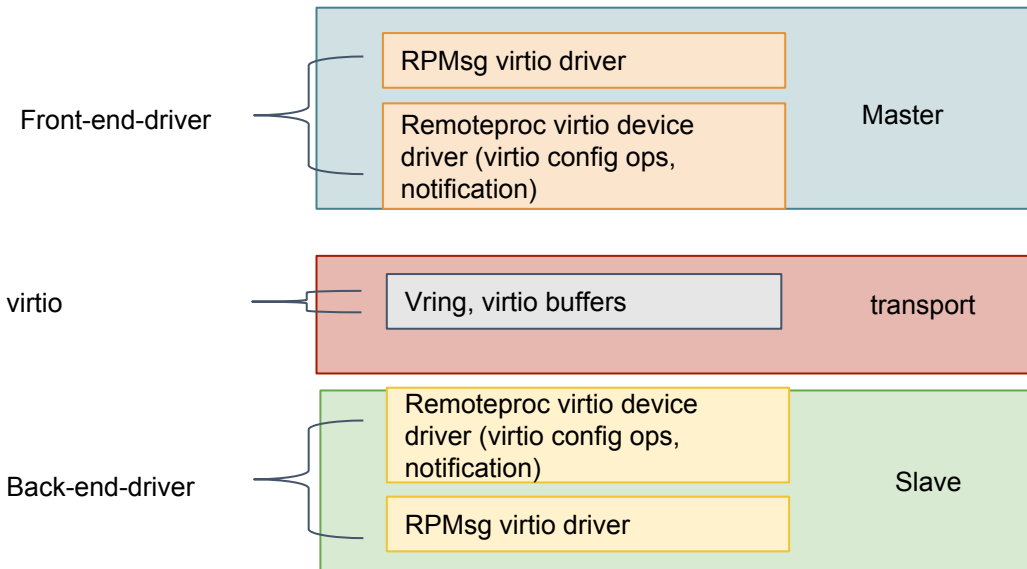 RPMsg virtio driver
Front-end-driver
Master
Remoteproc virtio device
driver (virtio config ops,
notification)
virtio
Vring, virtio buffers
transport
Remoteproc virtio device
driver (virtio config ops,
notification)
Back-end-driver
Slave
RPMsg virtio driver